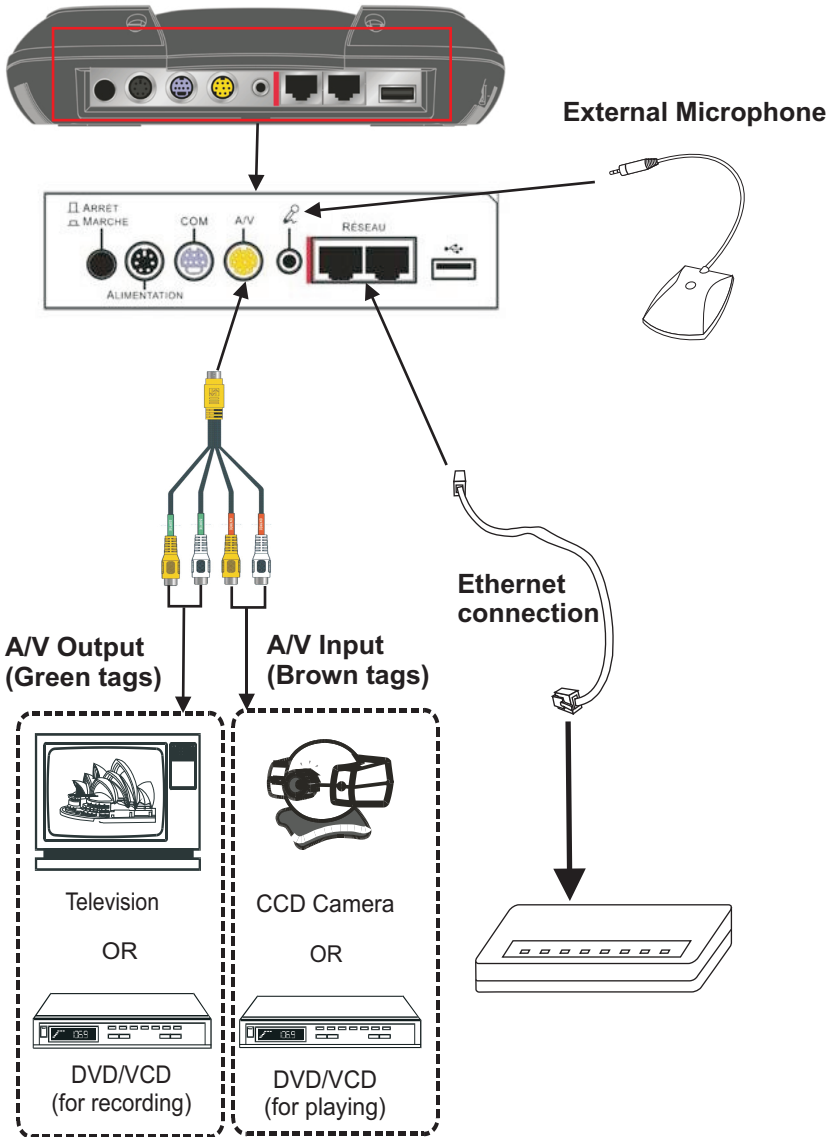 External Microphone
ARRÊT
MARCHE
COM
A/V
RÉSEAU
ALIMENTATION
Ethernet
connection
A/V Output
(Green tags)
A/V Input
(Brown tags)
Television
OR
DVD/VCD
(for recording)
CCD Camera
OR
DVD/VCD
(for playing)